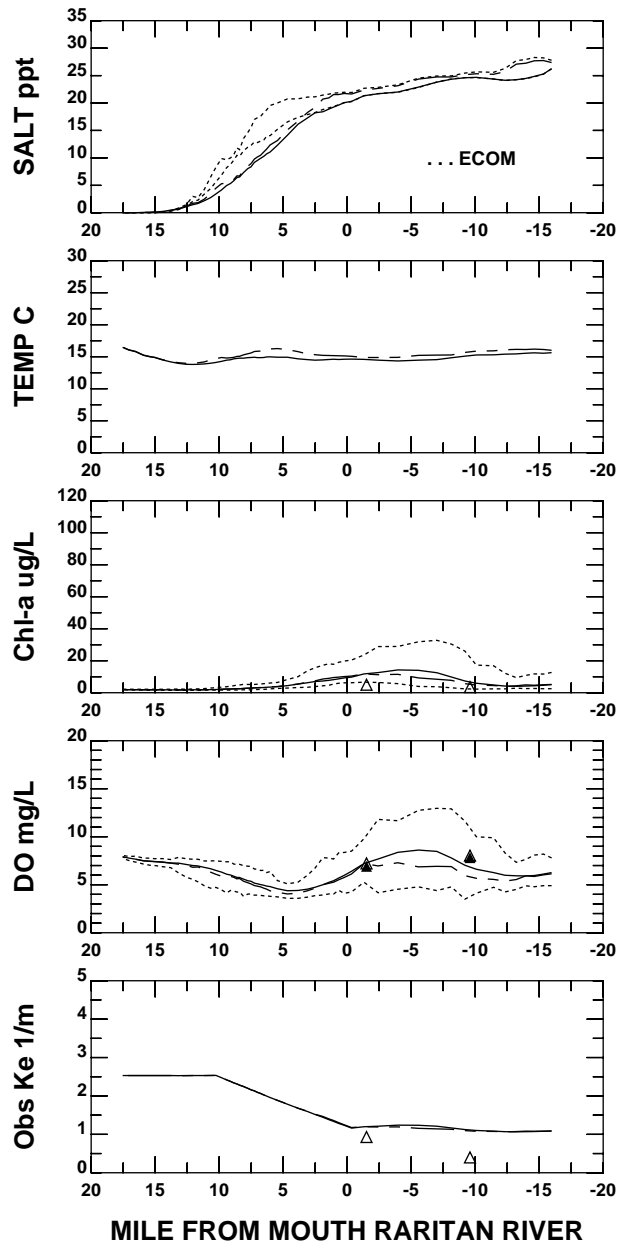 SALT ppt
35
30
25
20
15
10
5
0
. . . ECOM
20 15 10 5 0 -5 -10 -15 -20
TEMP C
30
25
20
15
10
5
0
20 15 10 5 0 -5 -10 -15 -20
Chl-a ug/L
120
100
80
60
40
20
0
20 15 10 5 0 -5 -10 -15 -20
DO mg/L
20
15
10
5
0
20 15 10 5 0 -5 -10 -15 -20
Obs Ke 1/m
5
4
3
2
1
0
20 15 10 5 0 -5 -10 -15 -20
MILE FROM MOUTH RARITAN RIVER